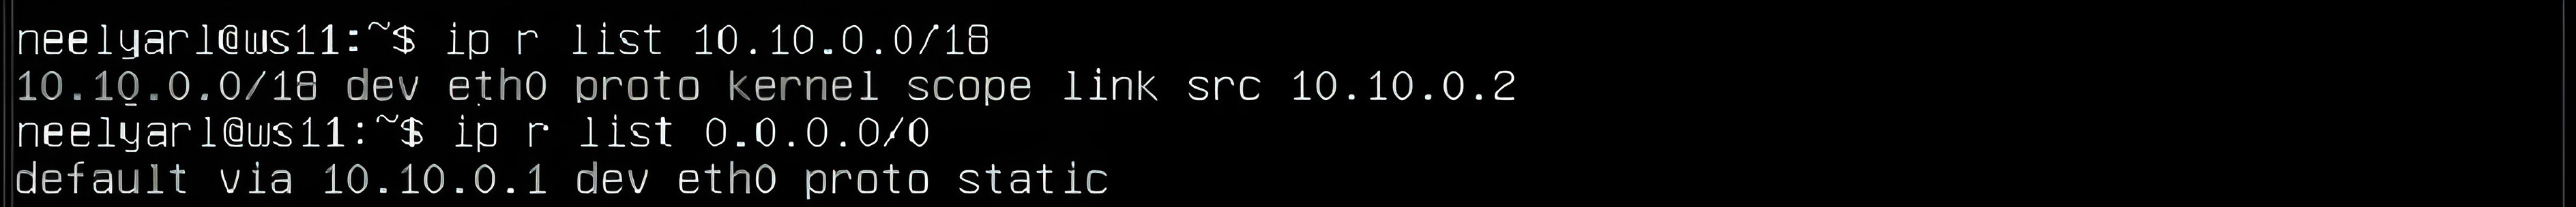 neelyarl@ws11:~$ ip r list 10.10.0.0/18
10.10.0.0/18 dev eth0 proto kernel scope link src 10.10.0.2
neelyarl@ws11:~$ ip r list 0.0.0.0/0
default via 10.10.0.1 dev eth0 proto static